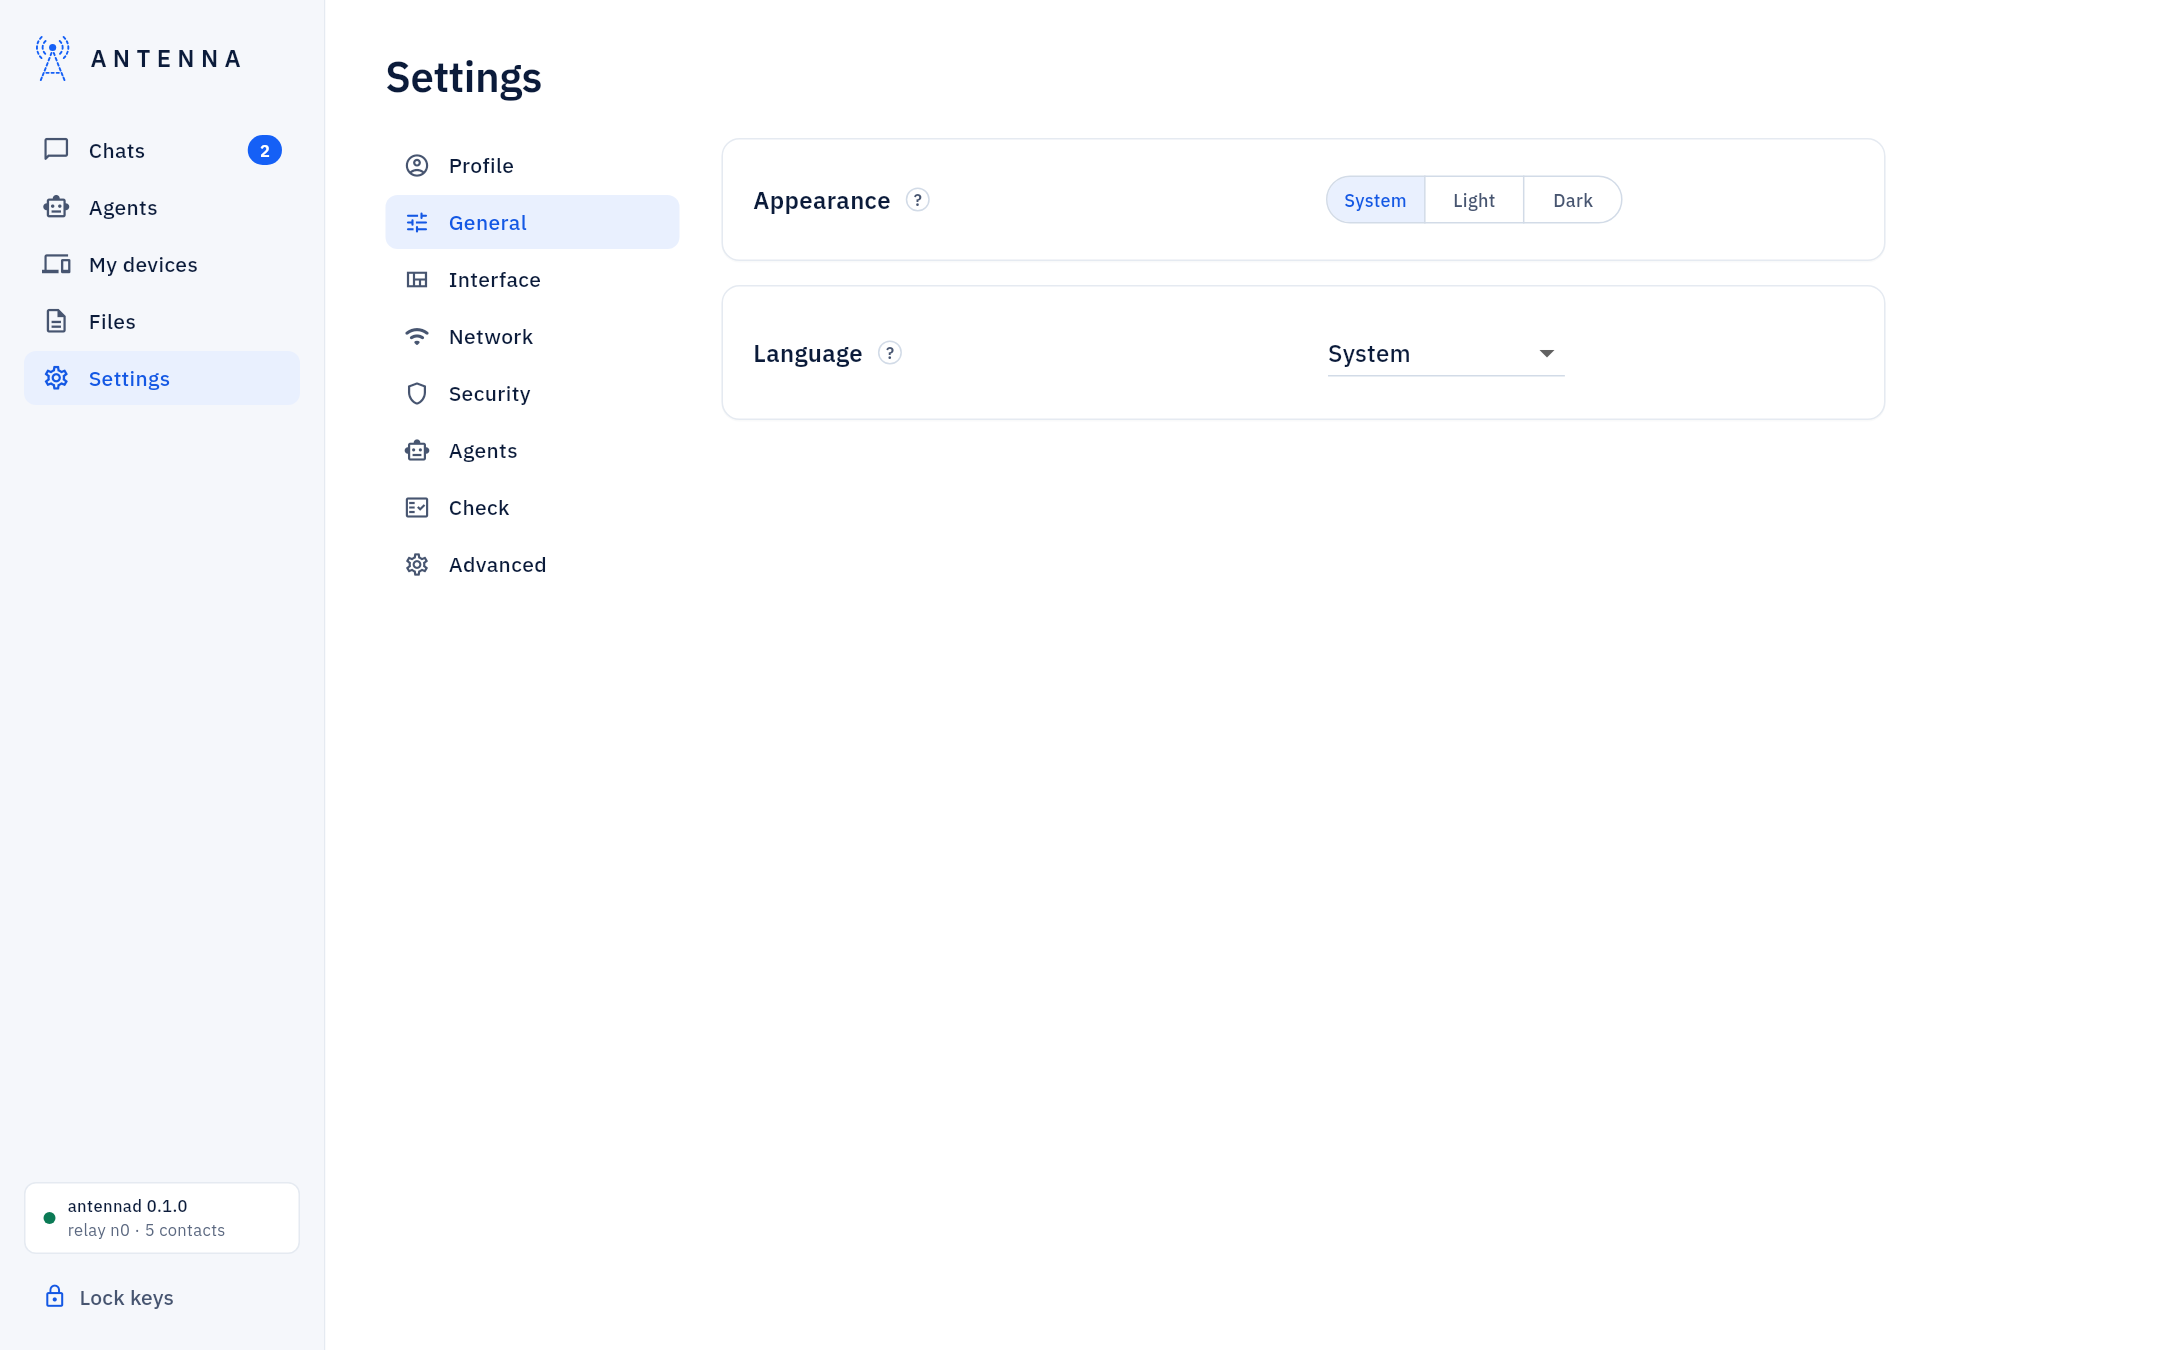 ANTENNA
Chats
2
Agents
My devices
Files
Settings
antennad 0.1.0
relay n0 · 5 contacts
Lock keys
Settings
Profile
General
Interface
Network
Security
Agents
Check
Advanced
Appearance ?
System Light Dark
Language ?
System